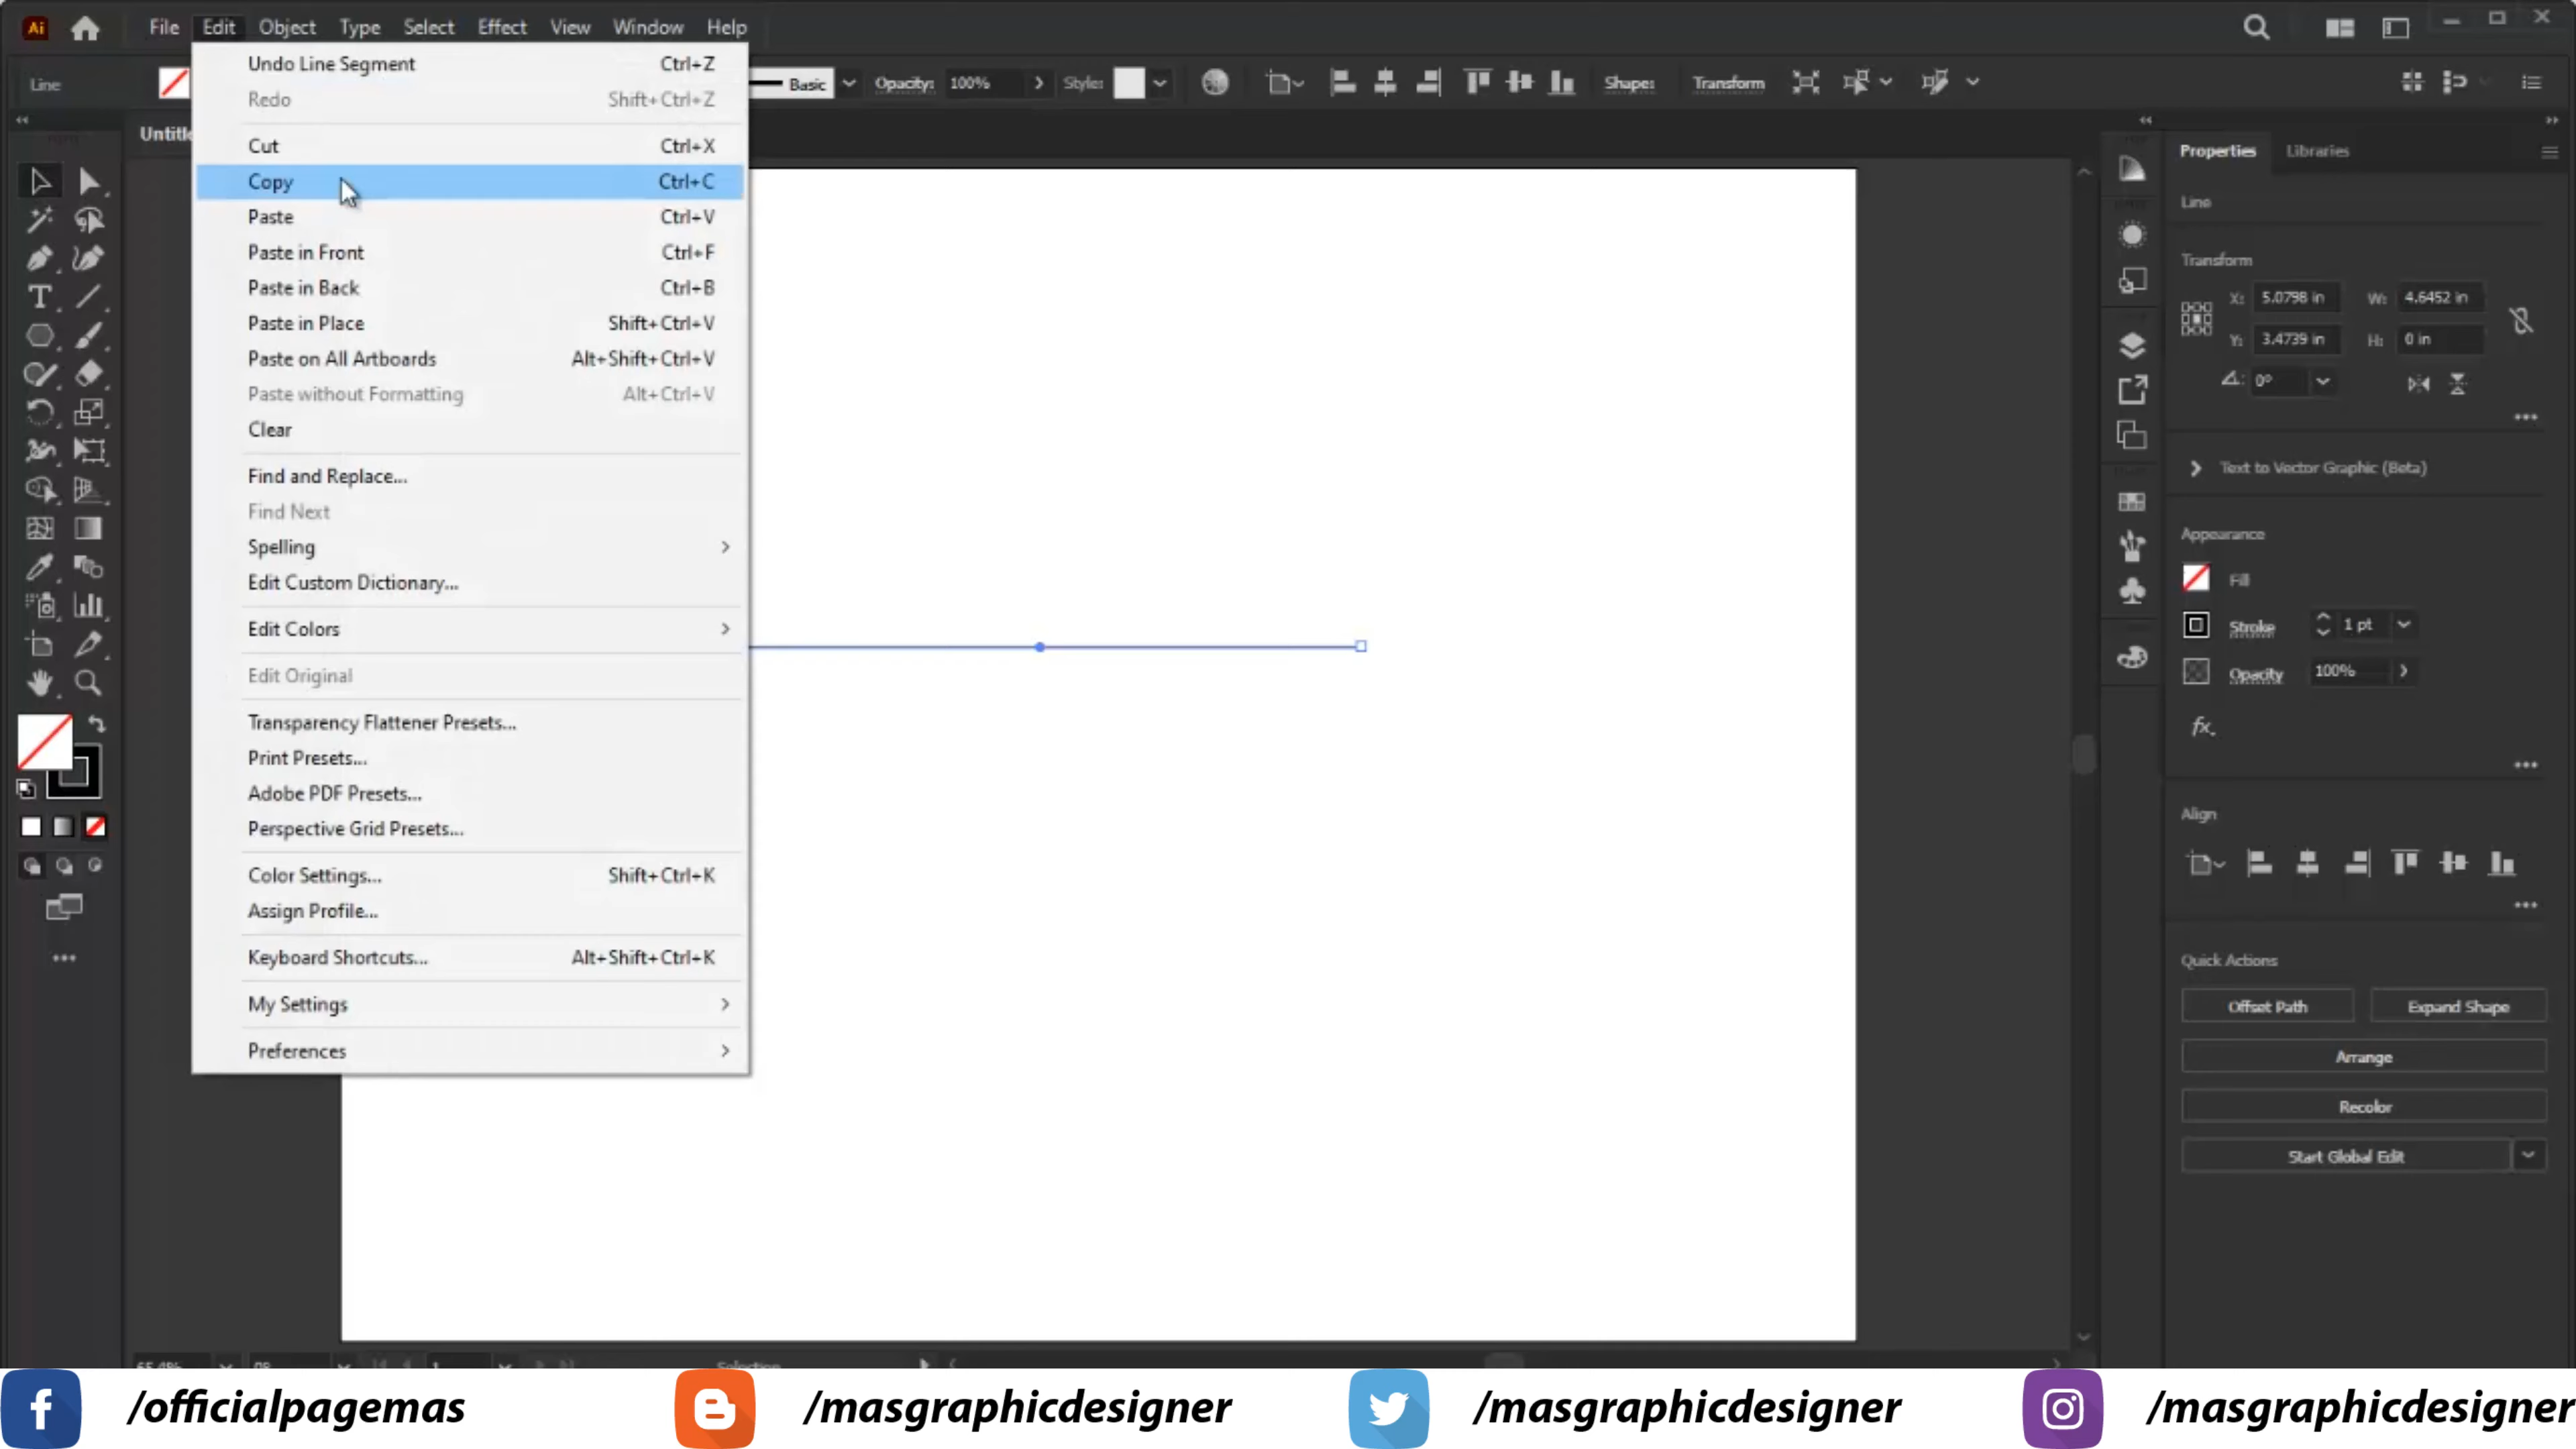 Ai File Edit Object Type Select Effect View Window Help
Line Basic Opacity: 100% Style: Shape: Transform
Untitle
Undo Line Segment Ctrl+Z
Redo Shift+Ctrl+Z
Cut Ctrl+X
Copy Ctrl+C
Paste Ctrl+V
Paste in Front Ctrl+F
Paste in Back Ctrl+B
Paste in Place Shift+Ctrl+V
Paste on All Artboards Alt+Shift+Ctrl+V
Paste without Formatting Alt+Ctrl+V
Clear
Find and Replace...
Find Next
Spelling
Edit Custom Dictionary...
Edit Colors
Edit Original
Transparency Flattener Presets...
Print Presets...
Adobe PDF Presets...
Perspective Grid Presets...
Color Settings... Shift+Ctrl+K
Assign Profile...
Keyboard Shortcuts... Alt+Shift+Ctrl+K
My Settings
Preferences
Properties Libraries
Line
Transform
X: 5.0798 in W: 4.6452 in
Y: 3.4739 in H: 0 in
0°
Text to Vector Graphic (Beta)
Appearance
Fill
Stroke 1 pt
Opacity 100%
fx
Align
Quick Actions
Offset Path Expand Shape
Arrange
Recolor
Start Global Edit
/officialpagemas /masgraphicdesigner /masgraphicdesigner /masgraphicdesigner